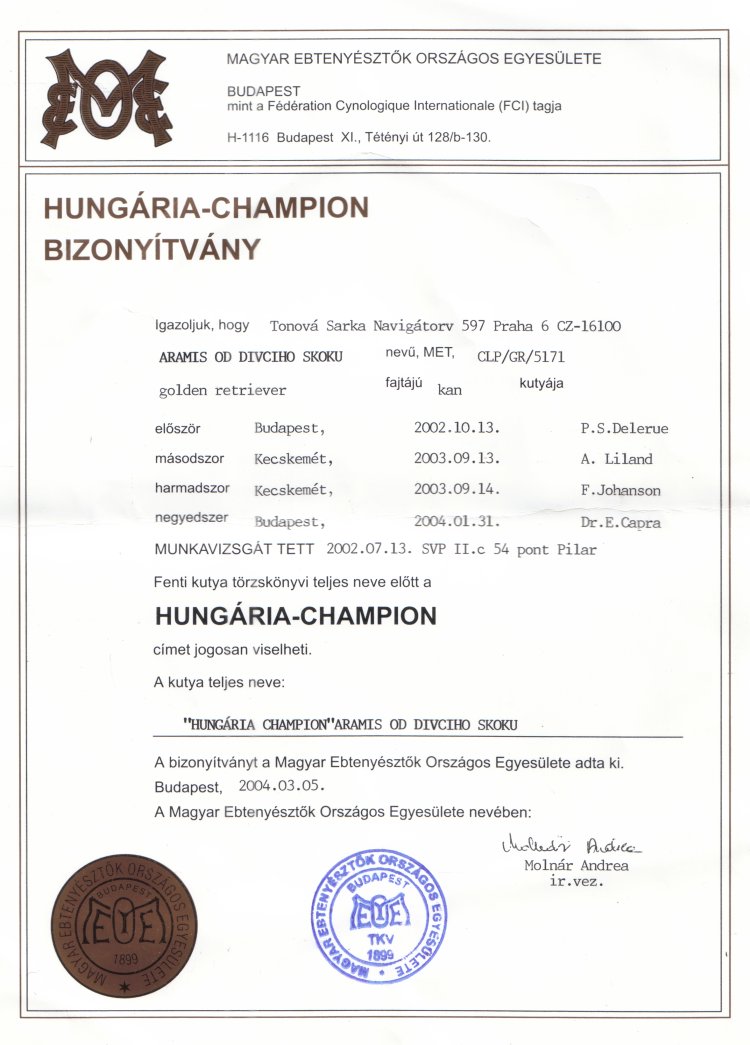 MAGYAR EBTENYÉSZTŐK ORSZÁGOS EGYESÜLETE
BUDAPEST
mint a Fédération Cynologique Internationale (FCI) tagja
H-1116 Budapest XI., Tétényi út 128/b-130.
HUNGÁRIA-CHAMPION
BIZONYÍTVÁNY
Igazoljuk, hogy Tonová Sarka Navigátorv 597 Praha 6 CZ-16100
ARAMIS OD DIVCIHO SKOKU nevű, MET, CLP/GR/5171
golden retriever fajtájú kan kutyája
először Budapest, 2002.10.13. P.S.Delerue
másodszor Kecskemét, 2003.09.13. A. Liland
harmadszor Kecskemét, 2003.09.14. F.Johanson
negyedszer Budapest, 2004.01.31. Dr.E.Capra
MUNKAVIZSGÁT TETT 2002.07.13. SVP II.c 54 pont Pilar
Fenti kutya törzskönyvi teljes neve előtt a
HUNGÁRIA-CHAMPION
címet jogosan viselheti.
A kutya teljes neve:
"HUNGÁRIA CHAMPION"ARAMIS OD DIVCIHO SKOKU
A bizonyítványt a Magyar Ebtenyésztők Országos Egyesülete adta ki.
Budapest, 2004.03.05.
A Magyar Ebtenyésztők Országos Egyesülete nevében:
Molnár Andrea
Molnár Andrea
ir.vez.
MAGYAR EBTENYÉSZTŐK ORSZÁGOS EGYESÜLETE
BUDAPEST
MEOE
1899
MAGYAR EBTENYÉSZTŐK ORSZÁGOS EGYESÜLETE
BUDAPEST
MEOE
TKV
1899